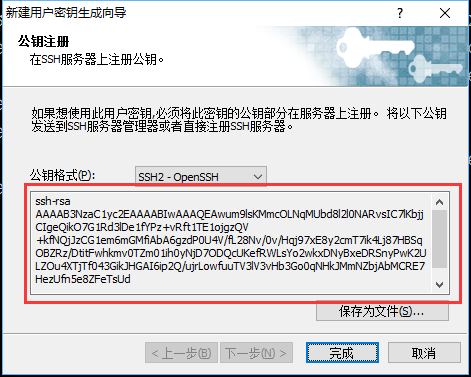 新建用户密钥生成向导
公钥注册
在SSH服务器上注册公钥。
如果想使用此用户密钥,必须将此密钥的公钥部分在服务器上注册。 将以下公钥
发送到SSH服务器管理器或者直接注册SSH服务器。
公钥格式(P):
SSH2 - OpenSSH
ssh-rsa
AAAAB3NzaC1yc2EAAAABIwAAAQEAwum9lsKMmcOLNqMUbd8l2l0NARvsIC7lKbjj
CIgeQikO7G1Rd3lDe1fYPz+vRft1TE1ojgzQV
+kfNQjJzCG1em6mGMfiAbA6gzdP0U4V/fL28Nv/0v/Hqj97xE8y2cmT7ik4Lj87HBSq
OBZRz/DtitFwhkmv0TZm01ih0yNjD7ODQcUKefRWLsYo2wkxDNyBxeDRSnyPwK2U
LZOu4XTjTf043GikJHGAI6ip2Q/ujrLowfuuTV3lV3vHb3Go0qNHkJMmNZbjAbMCRE7
HezUfn5e8ZFeTsUd
保存为文件(S)...
< 上一步(B)
下一步(N) >
完成
取消